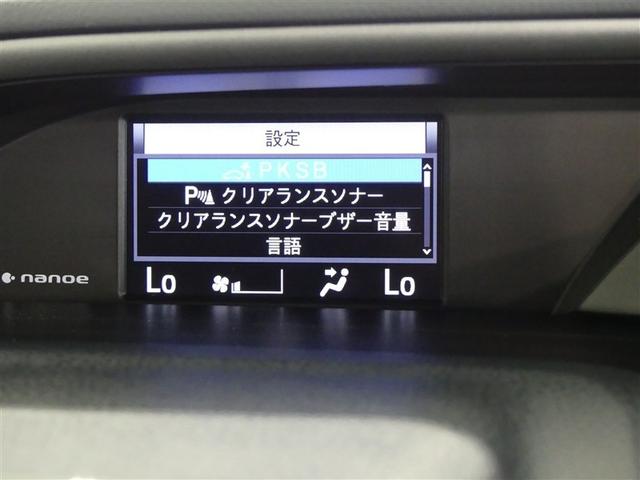 設定
PKSB
P クリアランスソナー
クリアランスソナーブザー音量
言語
nanoe
Lo Lo